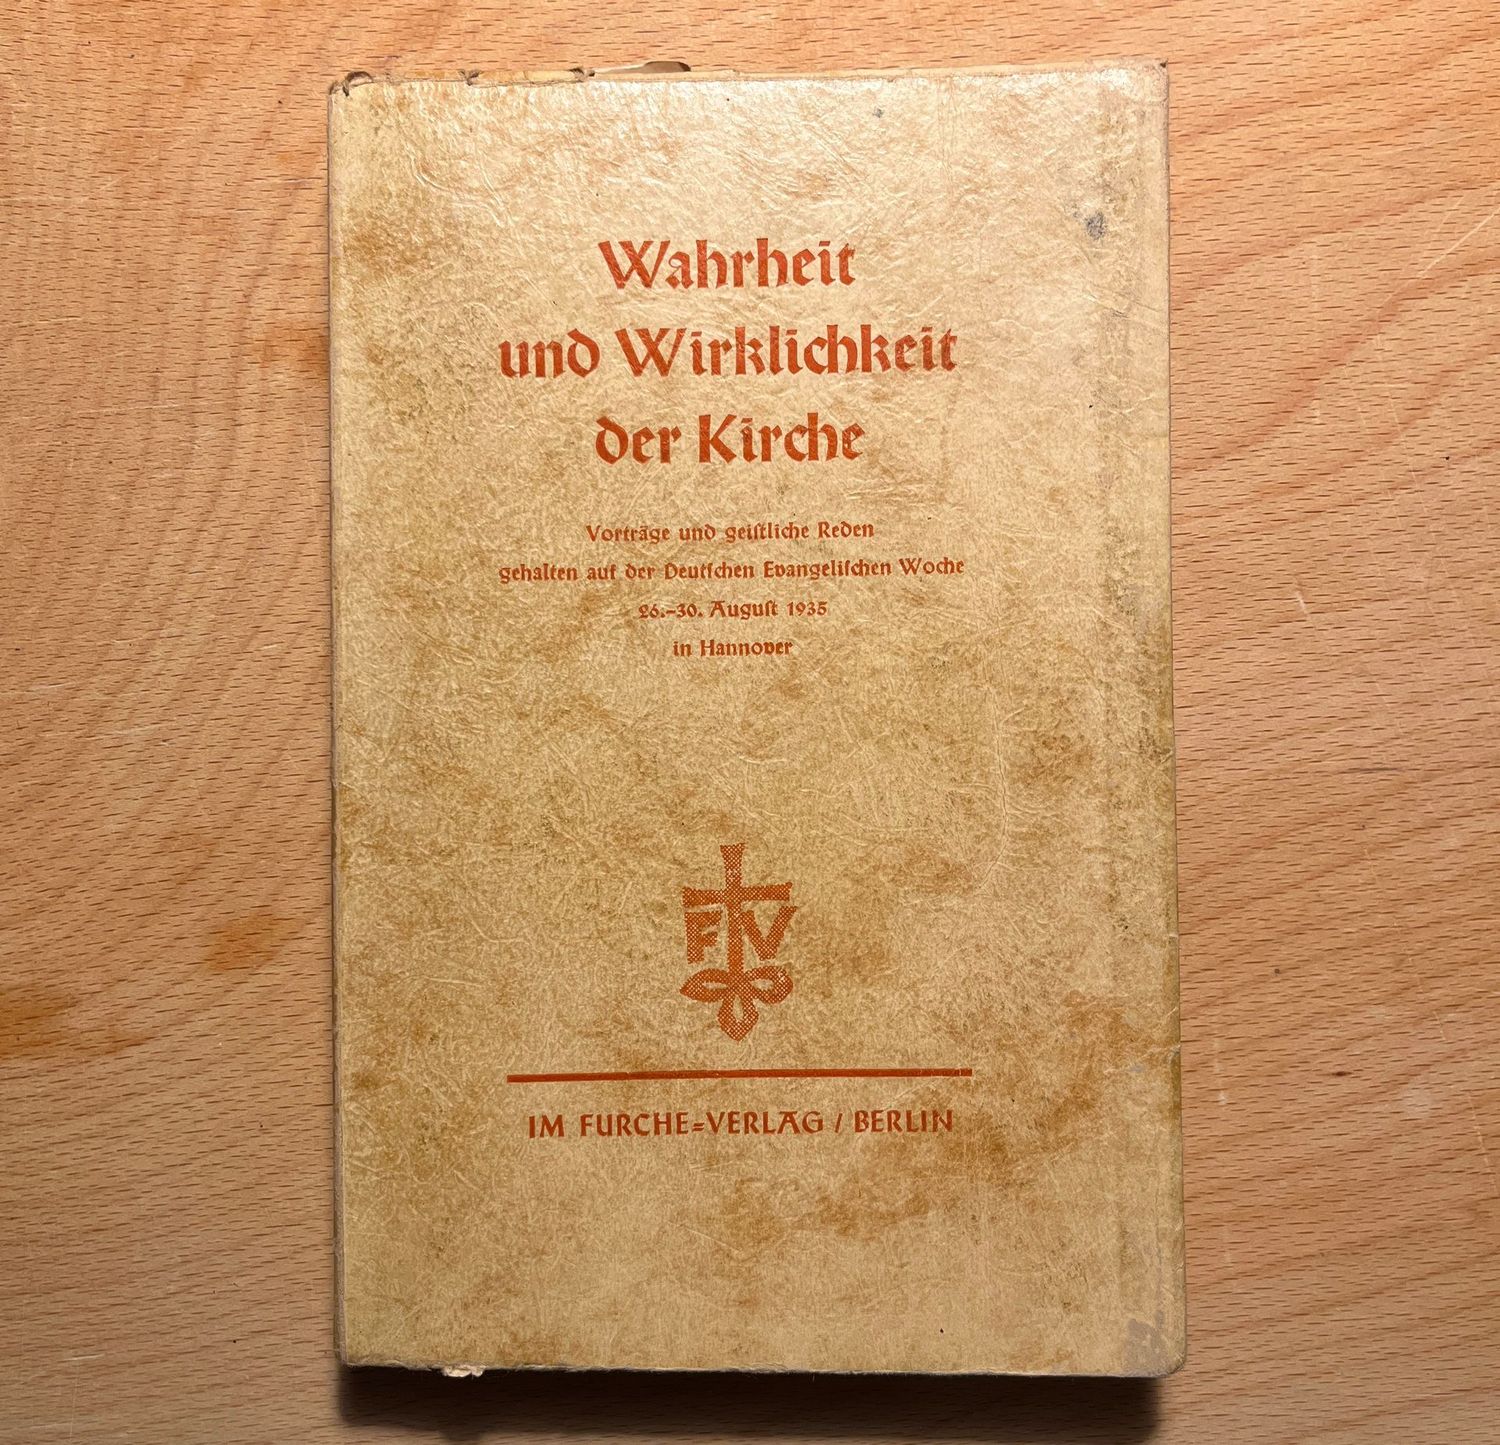 Wahrheit
und Wirklichkeit
der Kirche
Vorträge und geiſtliche Reden
gehalten auf der Deutſchen Evangeliſchen Woche
26.-30. Auguſt 1935
in Hannover
F V
IM FURCHE=VERLAG / BERLIN